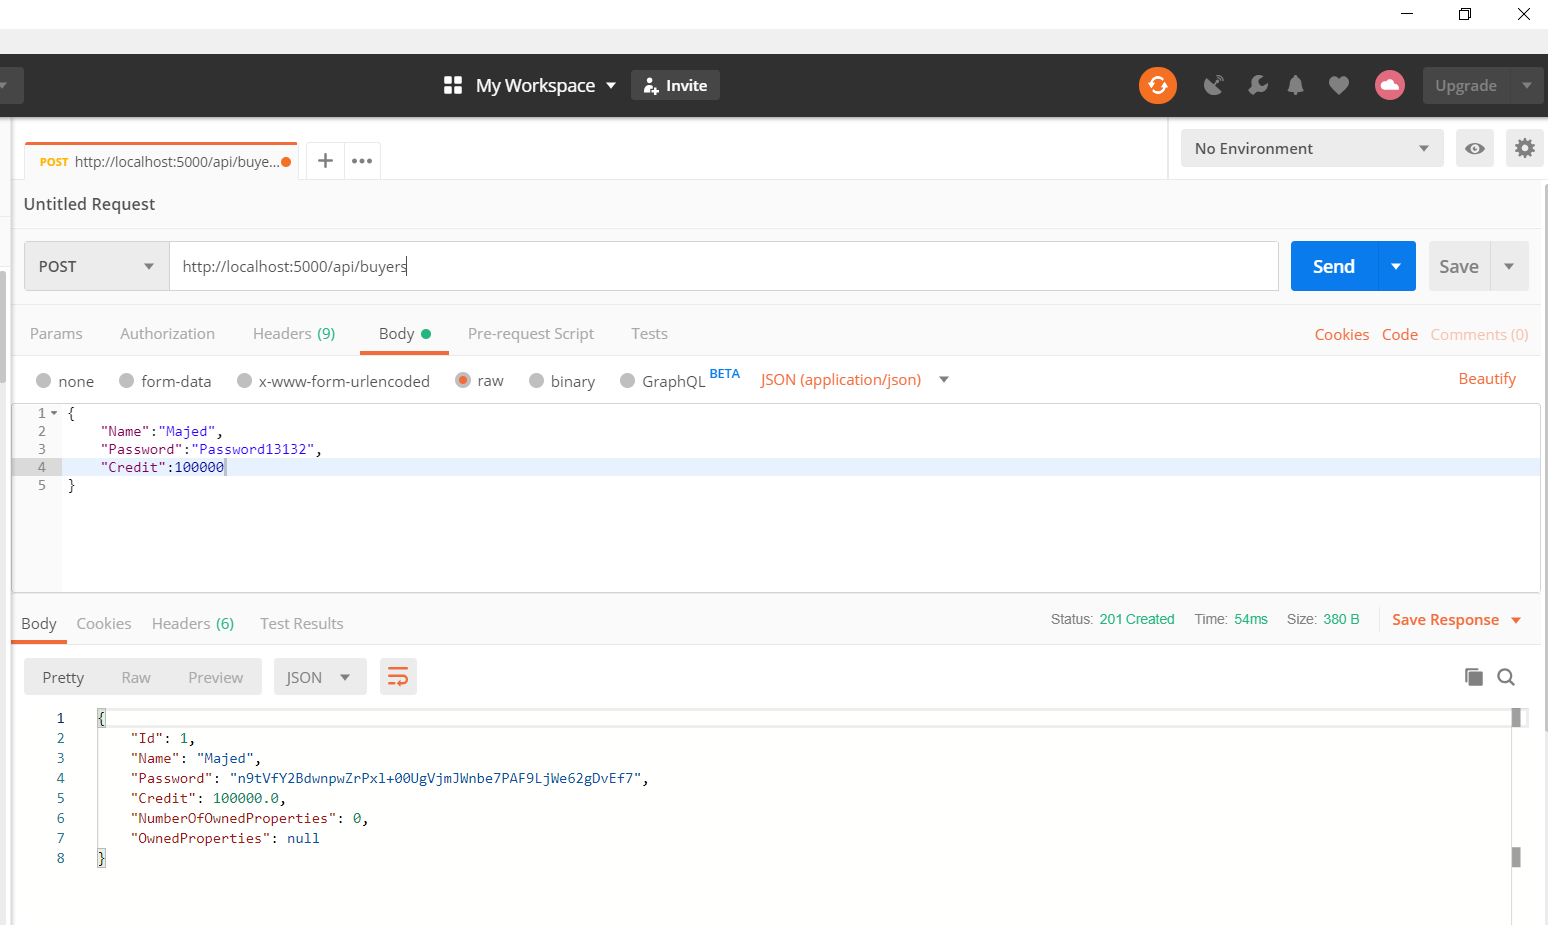 My Workspace Invite Upgrade
POST http://localhost:5000/api/buye... No Environment
Untitled Request
POST http://localhost:5000/api/buyers Send Save
Params Authorization Headers (9) Body Pre-request Script Tests Cookies Code Comments (0)
none form-data x-www-form-urlencoded raw binary GraphQL BETA JSON (application/json) Beautify
1 {
2 "Name":"Majed",
3 "Password":"Password13132",
4 "Credit":100000
5 }
Body Cookies Headers (6) Test Results Status: 201 Created Time: 54ms Size: 380 B Save Response
Pretty Raw Preview JSON
1 {
2 "Id": 1,
3 "Name": "Majed",
4 "Password": "n9tVfY2BdwnpwZrPxl+00UgVjmJWnbe7PAF9LjWe62gDvEf7",
5 "Credit": 100000.0,
6 "NumberOfOwnedProperties": 0,
7 "OwnedProperties": null
8 }